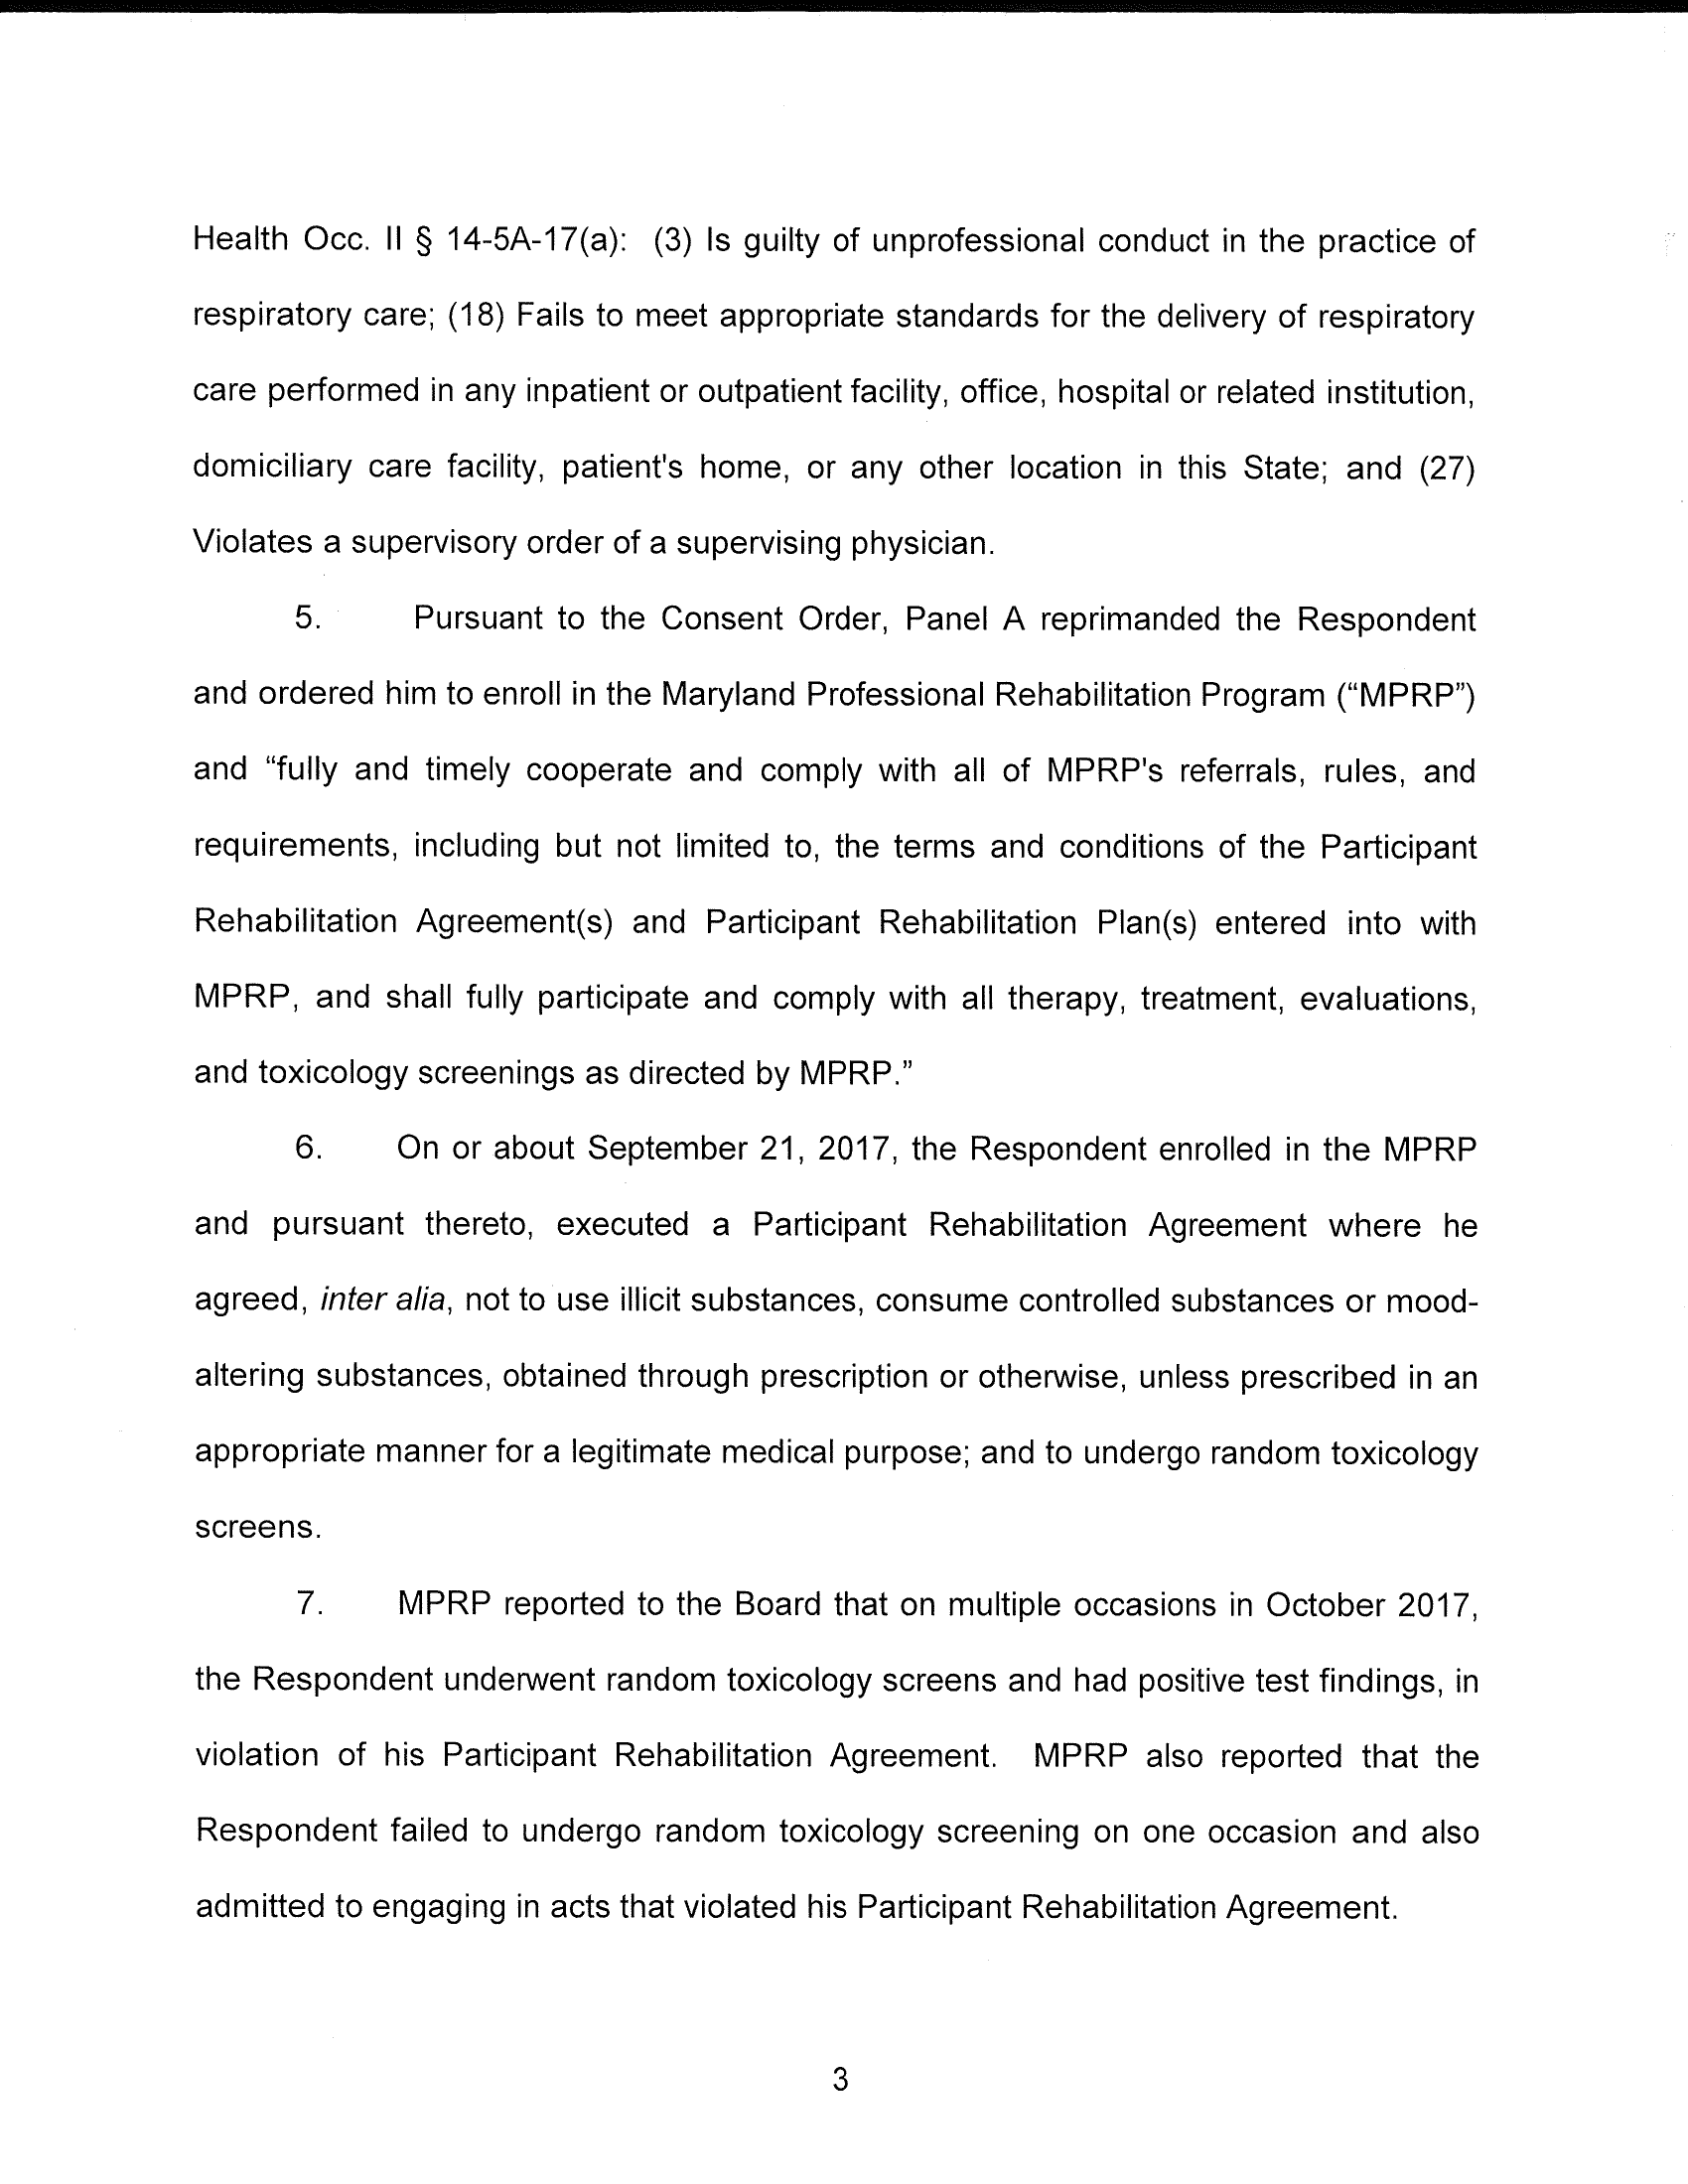 Health Occ. II § 14-5A-17(a): (3) Is guilty of unprofessional conduct in the practice of
respiratory care; (18) Fails to meet appropriate standards for the delivery of respiratory
care performed in any inpatient or outpatient facility, office, hospital or related institution,
domiciliary care facility, patient's home, or any other location in this State; and (27)
Violates a supervisory order of a supervising physician.
5. Pursuant to the Consent Order, Panel A reprimanded the Respondent
and ordered him to enroll in the Maryland Professional Rehabilitation Program (“MPRP”)
and “fully and timely cooperate and comply with all of MPRP's referrals, rules, and
requirements, including but not limited to, the terms and conditions of the Participant
Rehabilitation Agreement(s) and Participant Rehabilitation Plan(s) entered into with
MPRP, and shall fully participate and comply with all therapy, treatment, evaluations,
and toxicology screenings as directed by MPRP.”
6. On or about September 21, 2017, the Respondent enrolled in the MPRP
and pursuant thereto, executed a Participant Rehabilitation Agreement where he
agreed, inter alia, not to use illicit substances, consume controlled substances or mood-
altering substances, obtained through prescription or otherwise, unless prescribed in an
appropriate manner for a legitimate medical purpose; and to undergo random toxicology
screens.
7. MPRP reported to the Board that on multiple occasions in October 2017,
the Respondent underwent random toxicology screens and had positive test findings, in
violation of his Participant Rehabilitation Agreement. MPRP also reported that the
Respondent failed to undergo random toxicology screening on one occasion and also
admitted to engaging in acts that violated his Participant Rehabilitation Agreement.
3